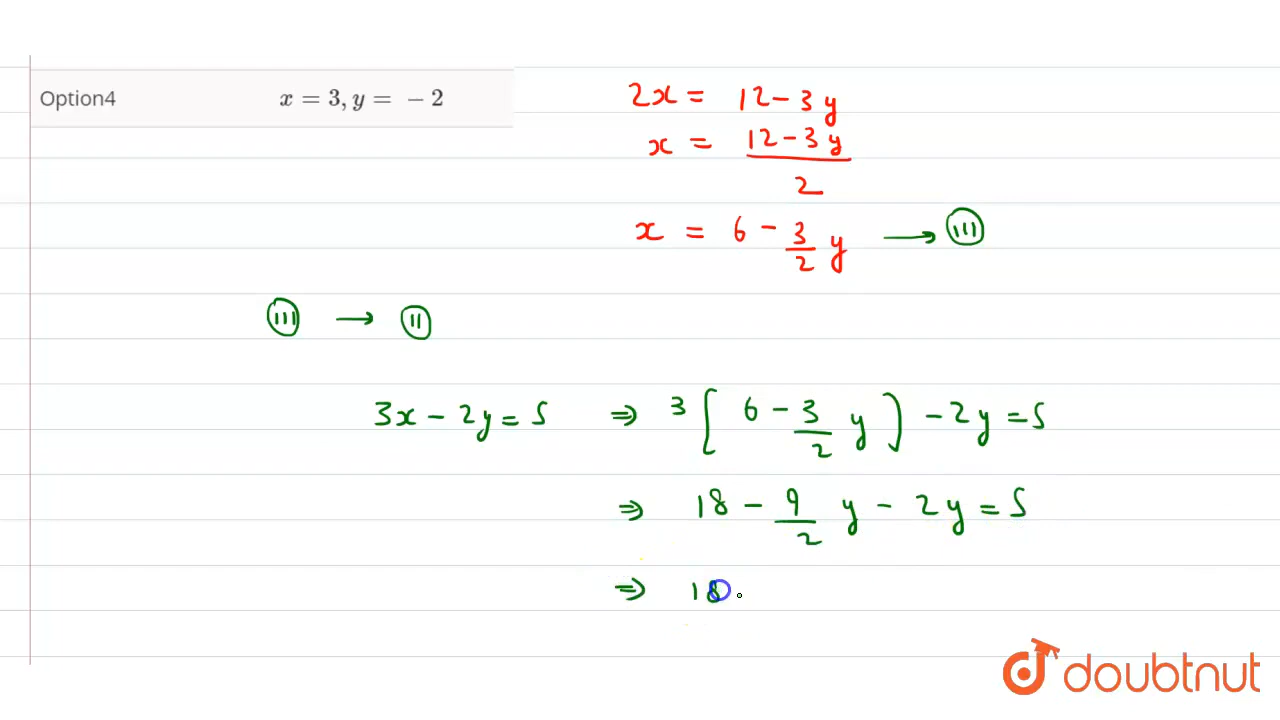 Option4 x = 3, y = −2
2x = 12 − 3y
x = 12 − 3y
2
x = 6 − 3/2 y → (iii)
(iii) → (ii)
3x − 2y = 5 ⇒ 3[6 − 3/2 y] − 2y = 5
⇒ 18 − 9/2 y − 2y = 5
⇒ 18
doubtnut